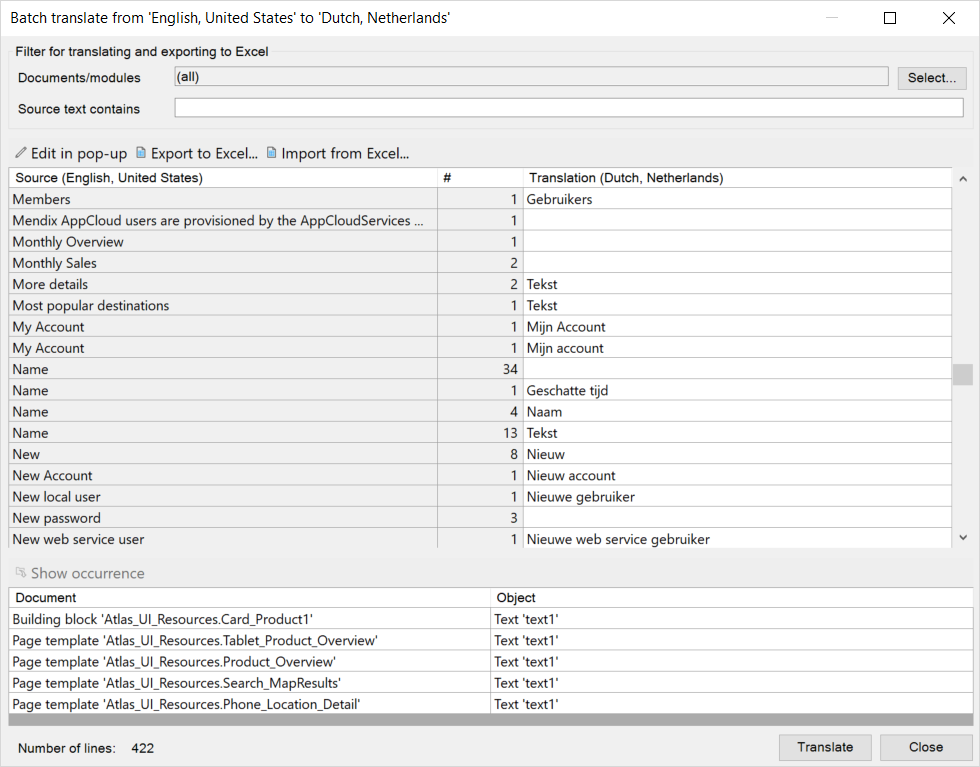 Batch translate from 'English, United States' to 'Dutch, Netherlands'
Filter for translating and exporting to Excel
Documents/modules (all) Select...
Source text contains
Edit in pop-up Export to Excel... Import from Excel...
Source (English, United States) # Translation (Dutch, Netherlands)
Members 1 Gebruikers
Mendix AppCloud users are provisioned by the AppCloudServices ... 1
Monthly Overview 1
Monthly Sales 2
More details 2 Tekst
Most popular destinations 1 Tekst
My Account 1 Mijn Account
My Account 1 Mijn account
Name 34
Name 1 Geschatte tijd
Name 4 Naam
Name 13 Tekst
New 8 Nieuw
New Account 1 Nieuw account
New local user 1 Nieuwe gebruiker
New password 3
New web service user 1 Nieuwe web service gebruiker
Show occurrence
Document Object
Building block 'Atlas_UI_Resources.Card_Product1' Text 'text1'
Page template 'Atlas_UI_Resources.Tablet_Product_Overview' Text 'text1'
Page template 'Atlas_UI_Resources.Product_Overview' Text 'text1'
Page template 'Atlas_UI_Resources.Search_MapResults' Text 'text1'
Page template 'Atlas_UI_Resources.Phone_Location_Detail' Text 'text1'
Number of lines: 422 Translate Close